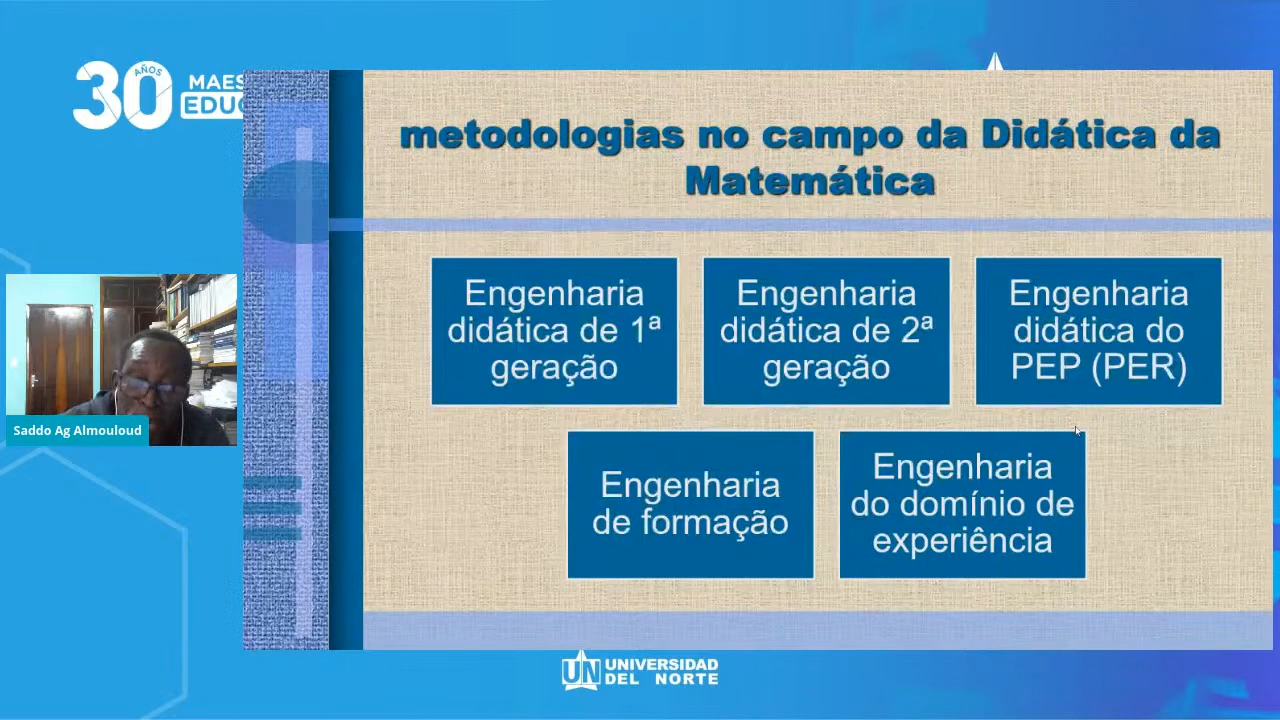 30
AÑOS
metodologias no campo da Didática da
Matemática
Engenharia
didática de 1ª
geração
Engenharia
didática de 2ª
geração
Engenharia
didática do
PEP (PER)
Engenharia
de formação
Engenharia
do domínio de
experiência
Saddo Ag Almouloud
UN
UNIVERSIDAD
DEL NORTE